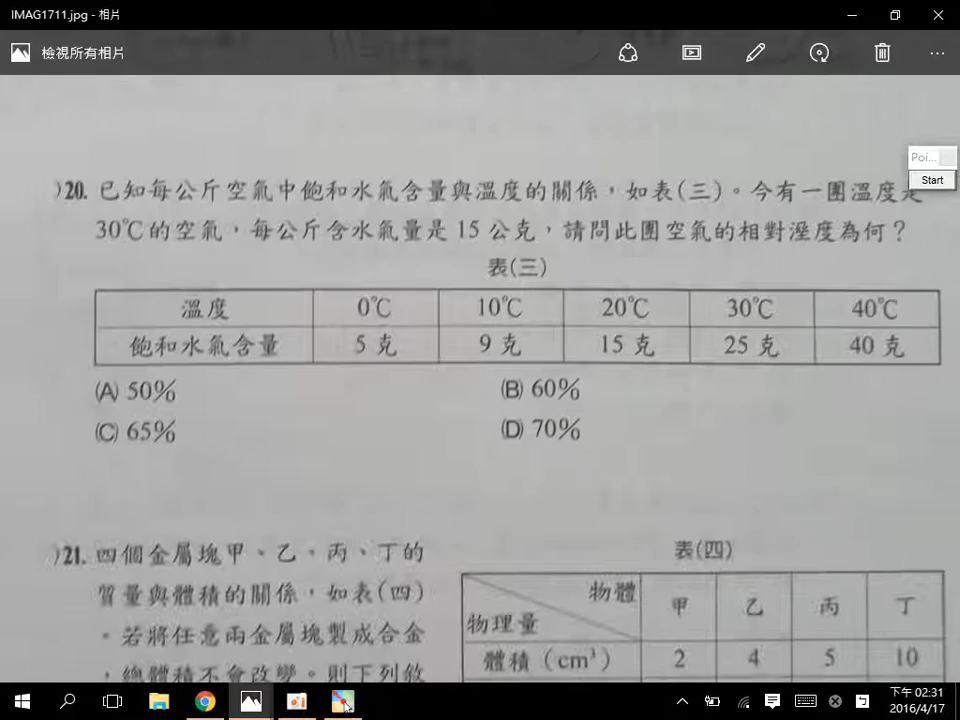 IMAG1711.jpg - 相片
檢視所有相片
Poi...
Start
)20. 已知每公斤空氣中飽和水氣含量與溫度的關係，如表(三)。今有一團溫度是
30℃的空氣，每公斤含水氣量是 15 公克，請問此團空氣的相對溼度為何？
表(三)
溫度 0℃ 10℃ 20℃ 30℃ 40℃
飽和水氣含量 5 克 9 克 15 克 25 克 40 克
(A) 50% (B) 60%
(C) 65% (D) 70%
)21. 四個金屬塊甲、乙、丙、丁的
質量與體積的關係，如表(四)
。若將任意兩金屬塊製成合金
，總體積不會改變。則下列敘
表(四)
物體 甲 乙 丙 丁
物理量
體積（cm³） 2 4 5 10
下午 02:31
2016/4/17